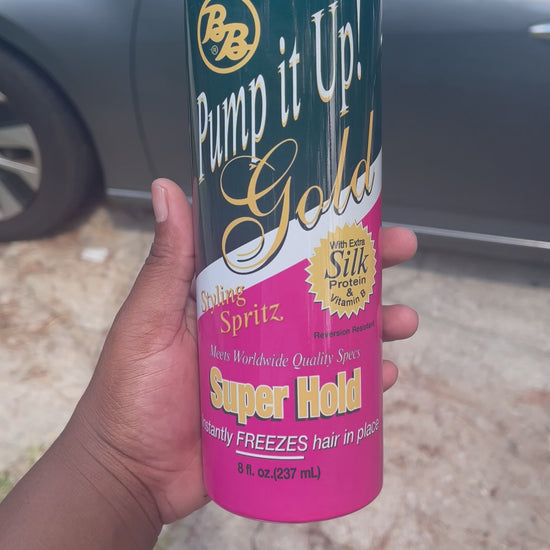 BB
®
Pump it Up!
Gold
With Extra
Silk
Protein
&
Vitamin B
Styling
Spritz
Reversion Resistant
Meets Worldwide Quality Specs
Super Hold
nstantly FREEZES hair in place
8 fl. oz.(237 mL)